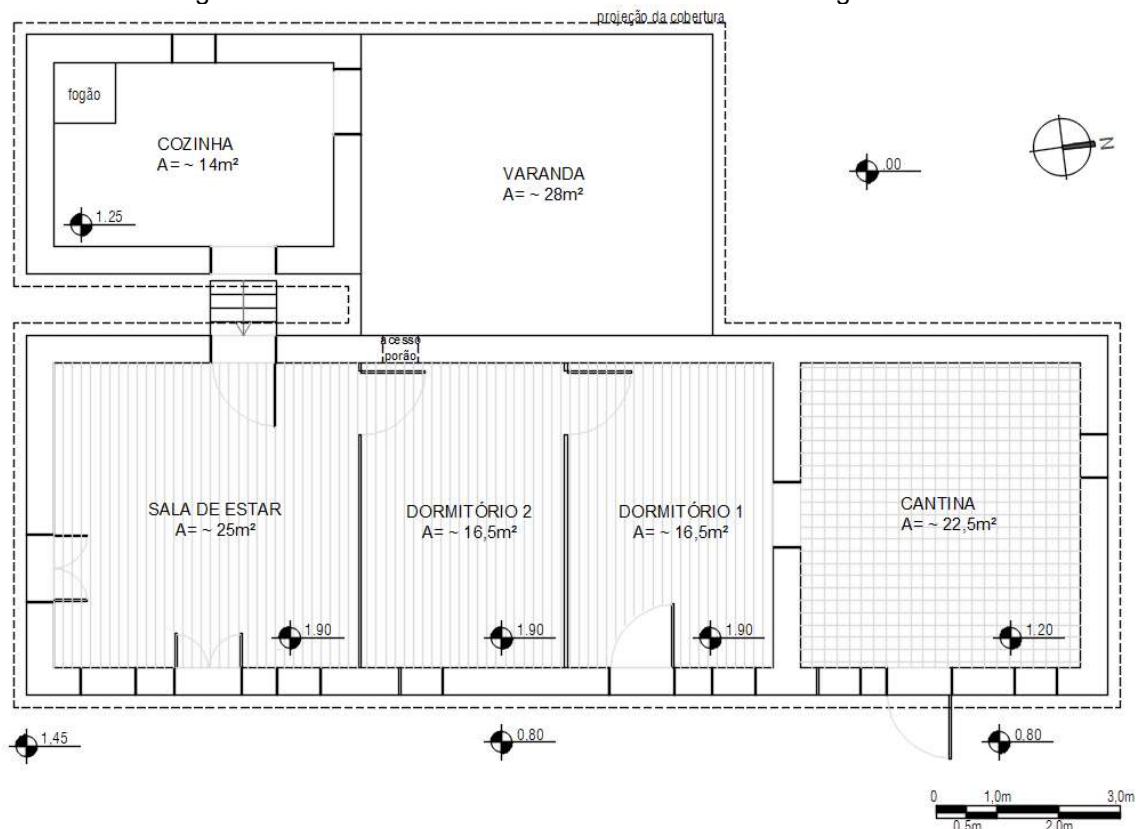 projeção da cobertura
fogão
COZINHA
A= ~ 14m²
1.25
VARANDA
A= ~ 28m²
.00
N
acesso
porão
SALA DE ESTAR
A= ~ 25m²
DORMITÓRIO 2
A= ~ 16,5m²
DORMITÓRIO 1
A= ~ 16,5m²
CANTINA
A= ~ 22,5m²
1.90
1.90
1.90
1.20
1.45
0.80
0.80
0 1,0m 3,0m
0,5m 2,0m